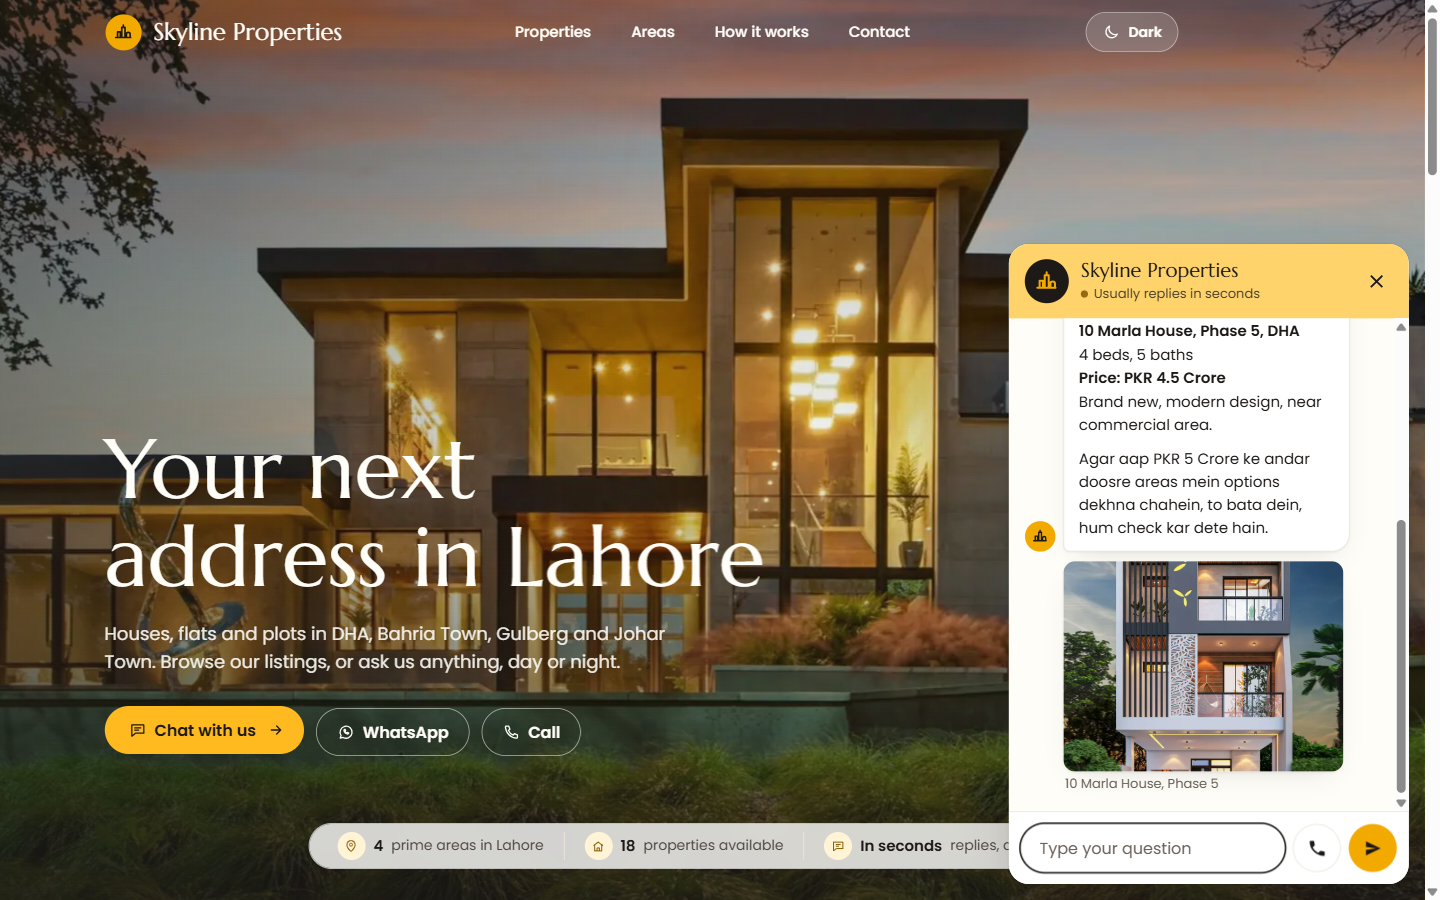 Skyline Properties
Properties
Areas
How it works
Contact
Dark
Your next
address in Lahore
Houses, flats and plots in DHA, Bahria Town, Gulberg and Johar
Town. Browse our listings, or ask us anything, day or night.
Chat with us
WhatsApp
Call
4 prime areas in Lahore
18 properties available
In seconds replies,
Skyline Properties
Usually replies in seconds
10 Marla House, Phase 5, DHA
4 beds, 5 baths
Price: PKR 4.5 Crore
Brand new, modern design, near
commercial area.
Agar aap PKR 5 Crore ke andar
doosre areas mein options
dekhna chahein, to bata dein,
hum check kar dete hain.
10 Marla House, Phase 5
Type your question